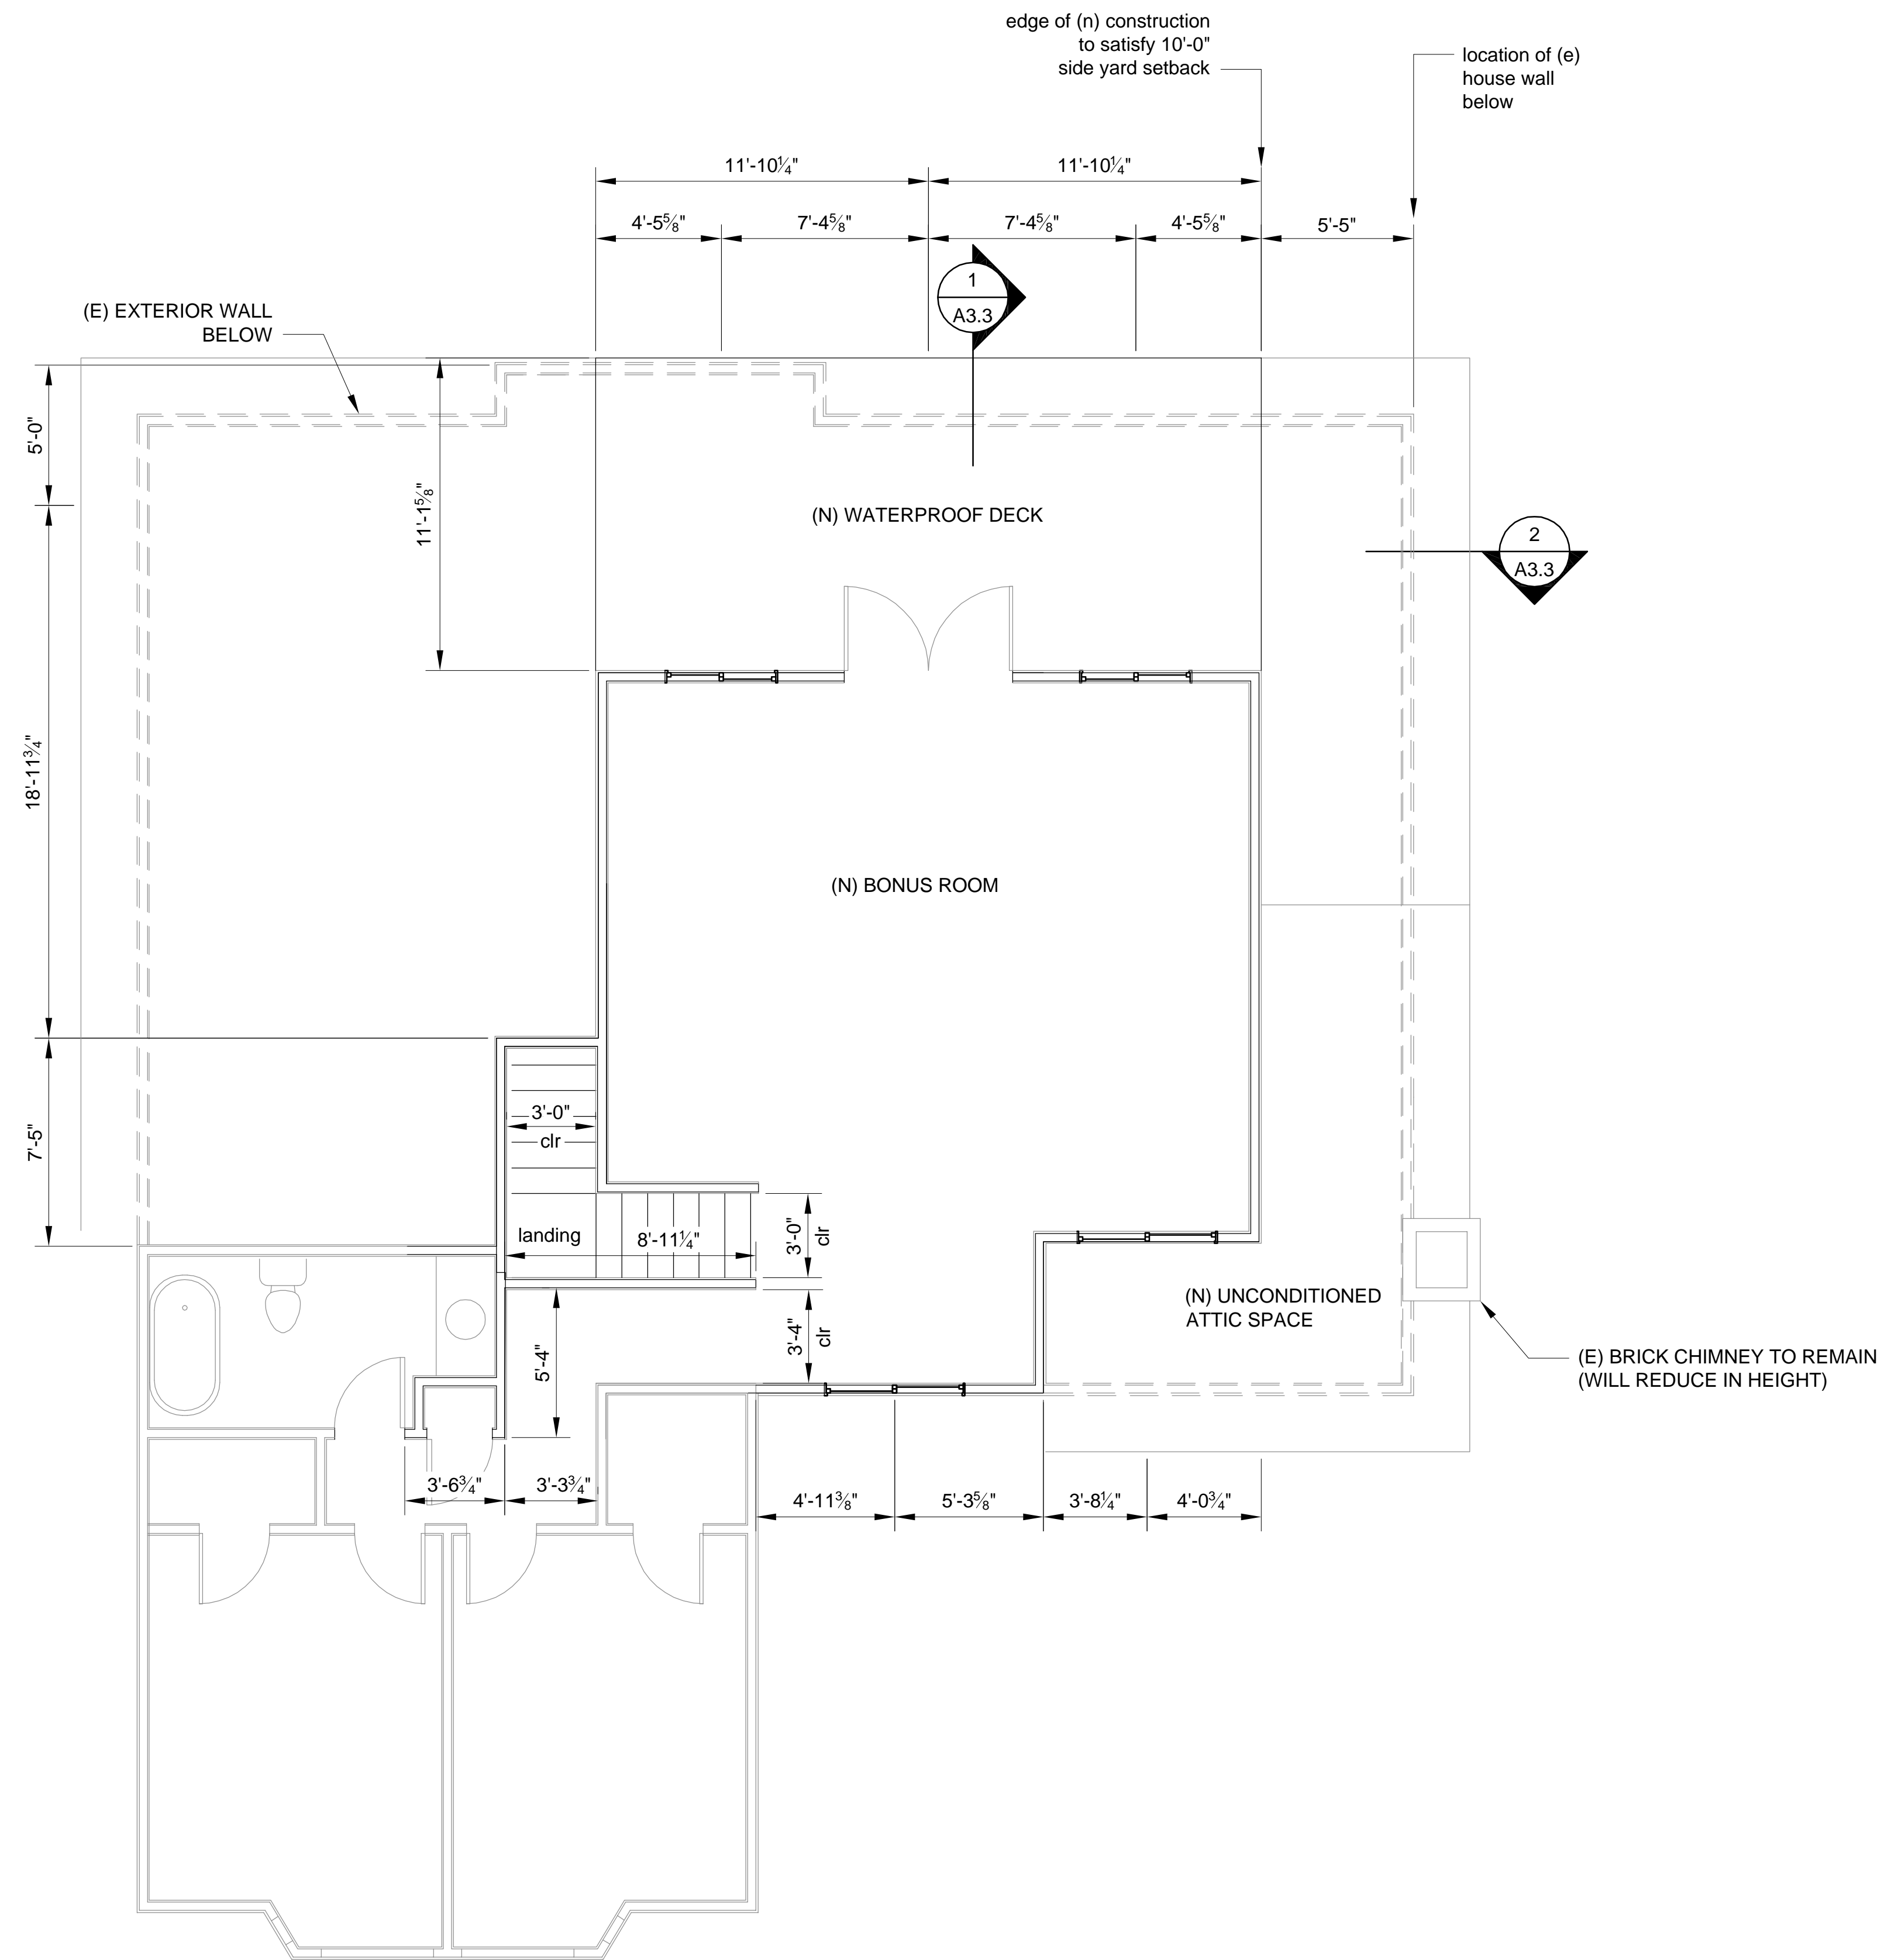 edge of (n) construction
to satisfy 10'-0"
side yard setback
location of (e)
house wall
below
11'-10¼"
11'-10¼"
4'-5⅝"
7'-4⅝"
7'-4⅝"
4'-5⅝"
5'-5"
1
A3.3
(E) EXTERIOR WALL
BELOW
5'-0"
11'-1⅝"
(N) WATERPROOF DECK
2
A3.3
18'-11¾"
(N) BONUS ROOM
7'-5"
3'-0"
clr
landing
8'-11¼"
3'-0"
clr
(N) UNCONDITIONED
ATTIC SPACE
3'-4"
clr
5'-4"
(E) BRICK CHIMNEY TO REMAIN
(WILL REDUCE IN HEIGHT)
3'-6¾"
3'-3¾"
4'-11⅜"
5'-3⅝"
3'-8¼"
4'-0¾"